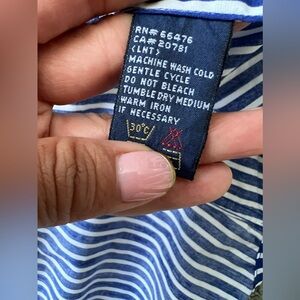 RN# 66476
CA# 20781
<LNT>
MACHINE WASH COLD
GENTLE CYCLE
DO NOT BLEACH
TUMBLE DRY MEDIUM
WARM IRON
IF NECESSARY
30°C